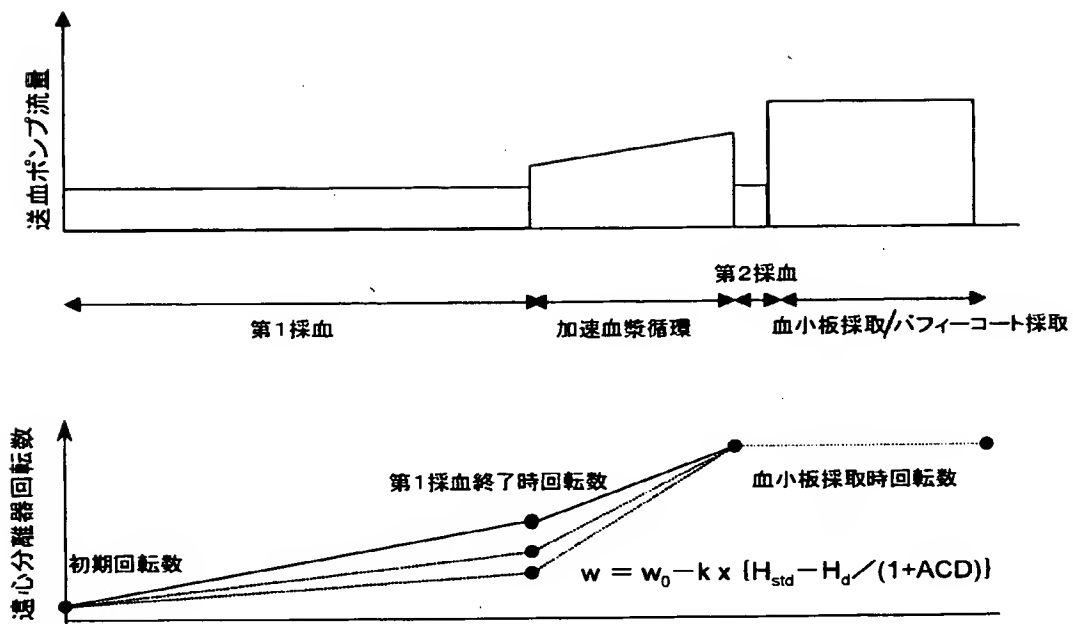 送血ポンプ流量
第2採血
第1採血
加速血漿循環
血小板採取/バフィーコート採取
遠心分離器回転数
第1採血終了時回転数
血小板採取時回転数
初期回転数
w = w₀－k x {H_std－H_d／(1+ACD)}